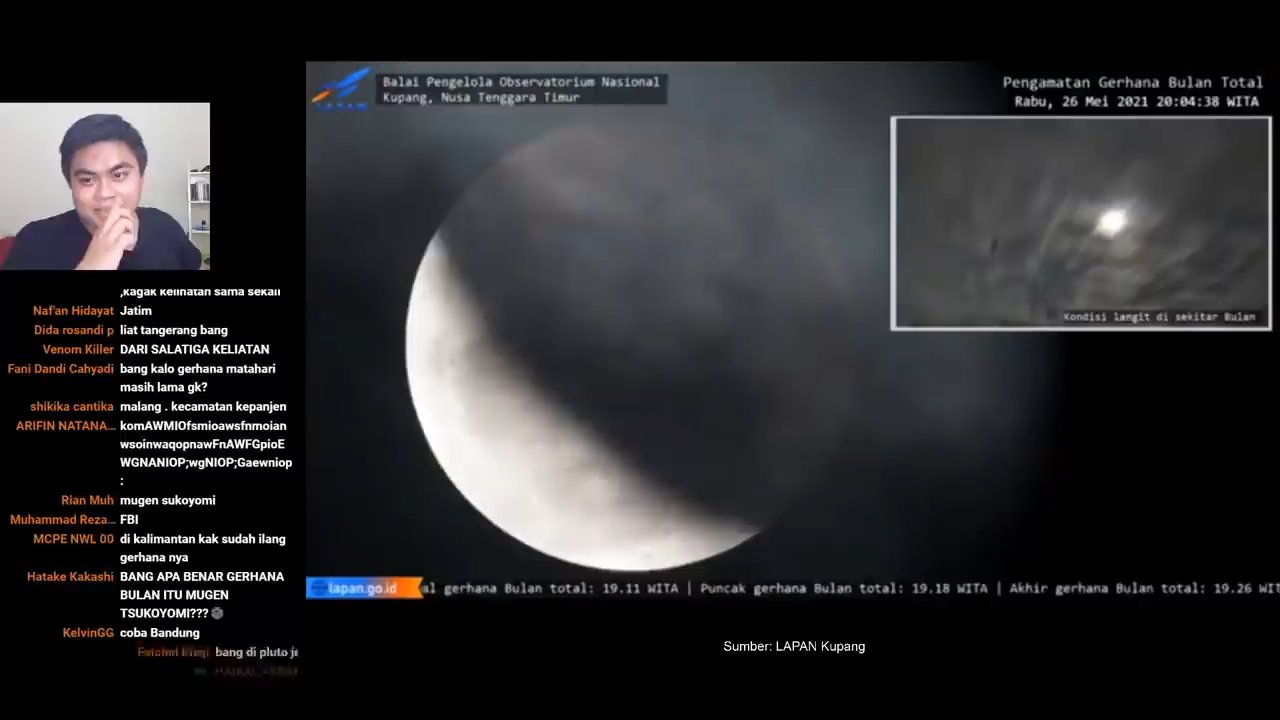 Balai Pengelola Observatorium Nasional
Kupang, Nusa Tenggara Timur
Pengamatan Gerhana Bulan Total
Rabu, 26 Mei 2021 20:04:38 WITA
Kondisi langit di sekitar Bulan
,kagak kelihatan sama sekali
Naf'an Hidayat Jatim
Dida rosandi p liat tangerang bang
Venom Killer DARI SALATIGA KELIATAN
Fani Dandi Cahyadi bang kalo gerhana matahari
masih lama gk?
shikika cantika malang . kecamatan kepanjen
ARIFIN NATANA... komAWMIOfsmioawsfnmoian
wsoinwaqopnawFnAWFGpioE
WGNANIOP;wgNIOP;Gaewniop
:
Rian Muh mugen sukoyomi
Muhammad Reza... FBI
MCPE NWL 00 di kalimantan kak sudah ilang
gerhana nya
Hatake Kakashi BANG APA BENAR GERHANA
BULAN ITU MUGEN
TSUKOYOMI???
KelvinGG coba Bandung
bang di pluto
lapan.go.id al gerhana Bulan total: 19.11 WITA | Puncak gerhana Bulan total: 19.18 WITA | Akhir gerhana Bulan total: 19.26 WIT
Sumber: LAPAN Kupang